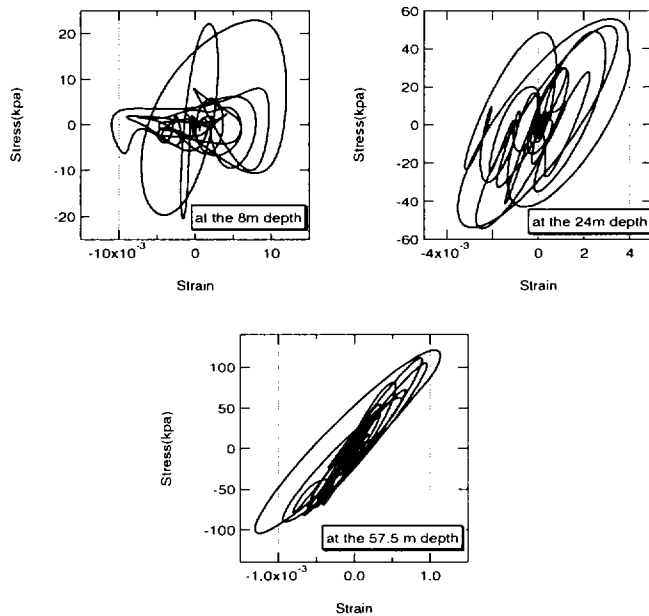 20
10
0
-10
-20
Stress(kpa)
-10x10⁻³
0
10
Strain
at the 8m depth
60
40
20
0
-20
-40
-60
Stress(kpa)
-4x10⁻³
-2
0
2
4
Strain
at the 24m depth
100
50
0
-50
-100
Stress(kpa)
-1.0x10⁻³
0.0
1.0
Strain
at the 57.5 m depth